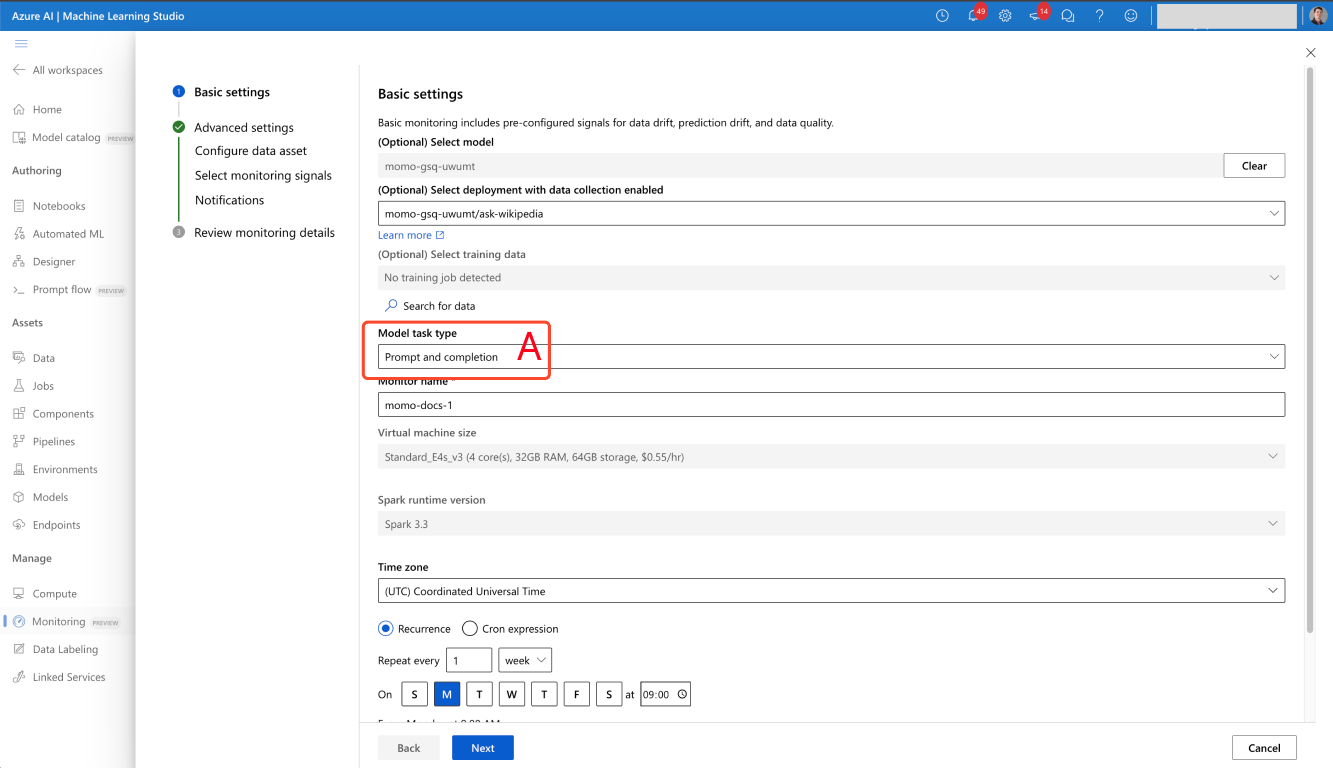 Azure AI | Machine Learning Studio
49
14
All workspaces
Home
Model catalog PREVIEW
Authoring
Notebooks
Automated ML
Designer
Prompt flow PREVIEW
Assets
Data
Jobs
Components
Pipelines
Environments
Models
Endpoints
Manage
Compute
Monitoring PREVIEW
Data Labeling
Linked Services
1 Basic settings
Advanced settings
Configure data asset
Select monitoring signals
Notifications
3 Review monitoring details
Basic settings
Basic monitoring includes pre-configured signals for data drift, prediction drift, and data quality.
(Optional) Select model
momo-gsq-uwumt
Clear
(Optional) Select deployment with data collection enabled
momo-gsq-uwumt/ask-wikipedia
Learn more
(Optional) Select training data
No training job detected
Search for data
Model task type
A
Prompt and completion
Monitor name *
momo-docs-1
Virtual machine size
Standard_E4s_v3 (4 core(s), 32GB RAM, 64GB storage, $0.55/hr)
Spark runtime version
Spark 3.3
Time zone
(UTC) Coordinated Universal Time
Recurrence Cron expression
Repeat every 1 week
On S M T W T F S at 09:00
Back Next Cancel